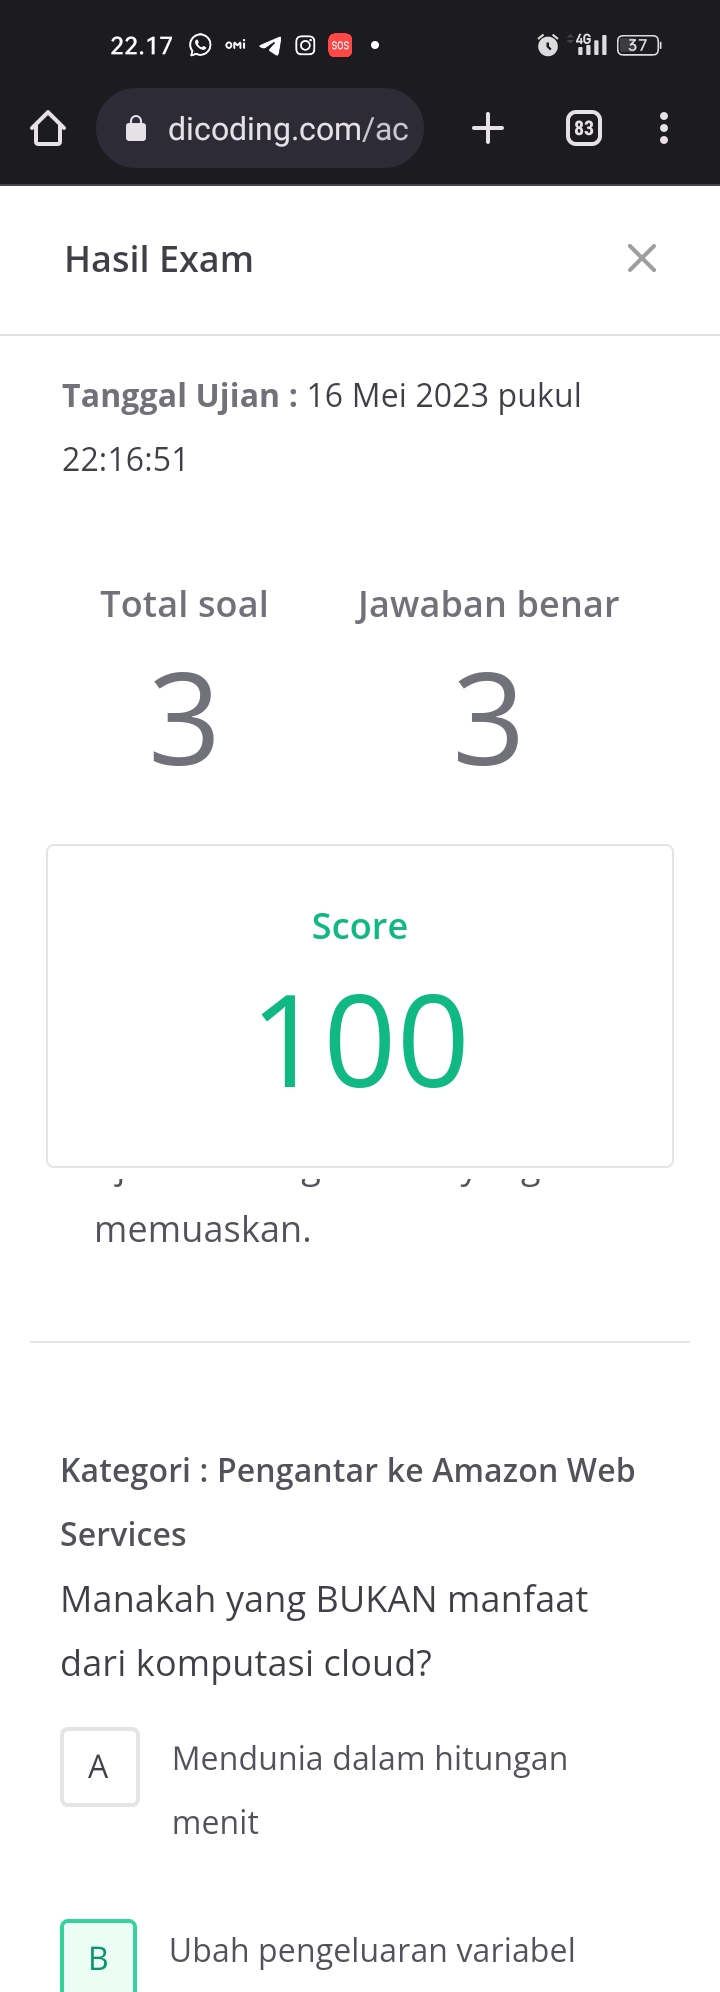 22.17 OMi SOS 4G 37
dicoding.com/ac 83
Hasil Exam
Tanggal Ujian : 16 Mei 2023 pukul
22:16:51
Total soal Jawaban benar
3 3
Score
100
memuaskan.
Kategori : Pengantar ke Amazon Web
Services
Manakah yang BUKAN manfaat
dari komputasi cloud?
A Mendunia dalam hitungan
menit
B Ubah pengeluaran variabel